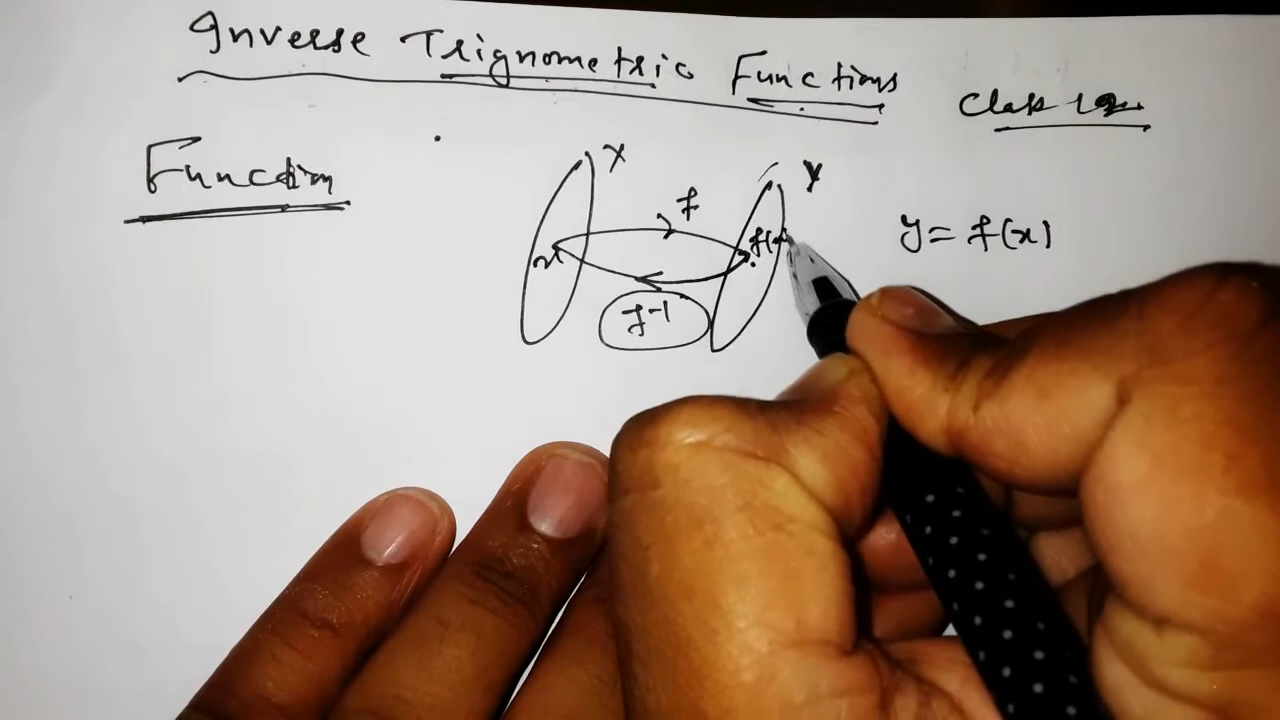 Inverse Trignometric Functions
Class 12
Function
X
Y
f
y = f(x)
x
f(x
f⁻¹